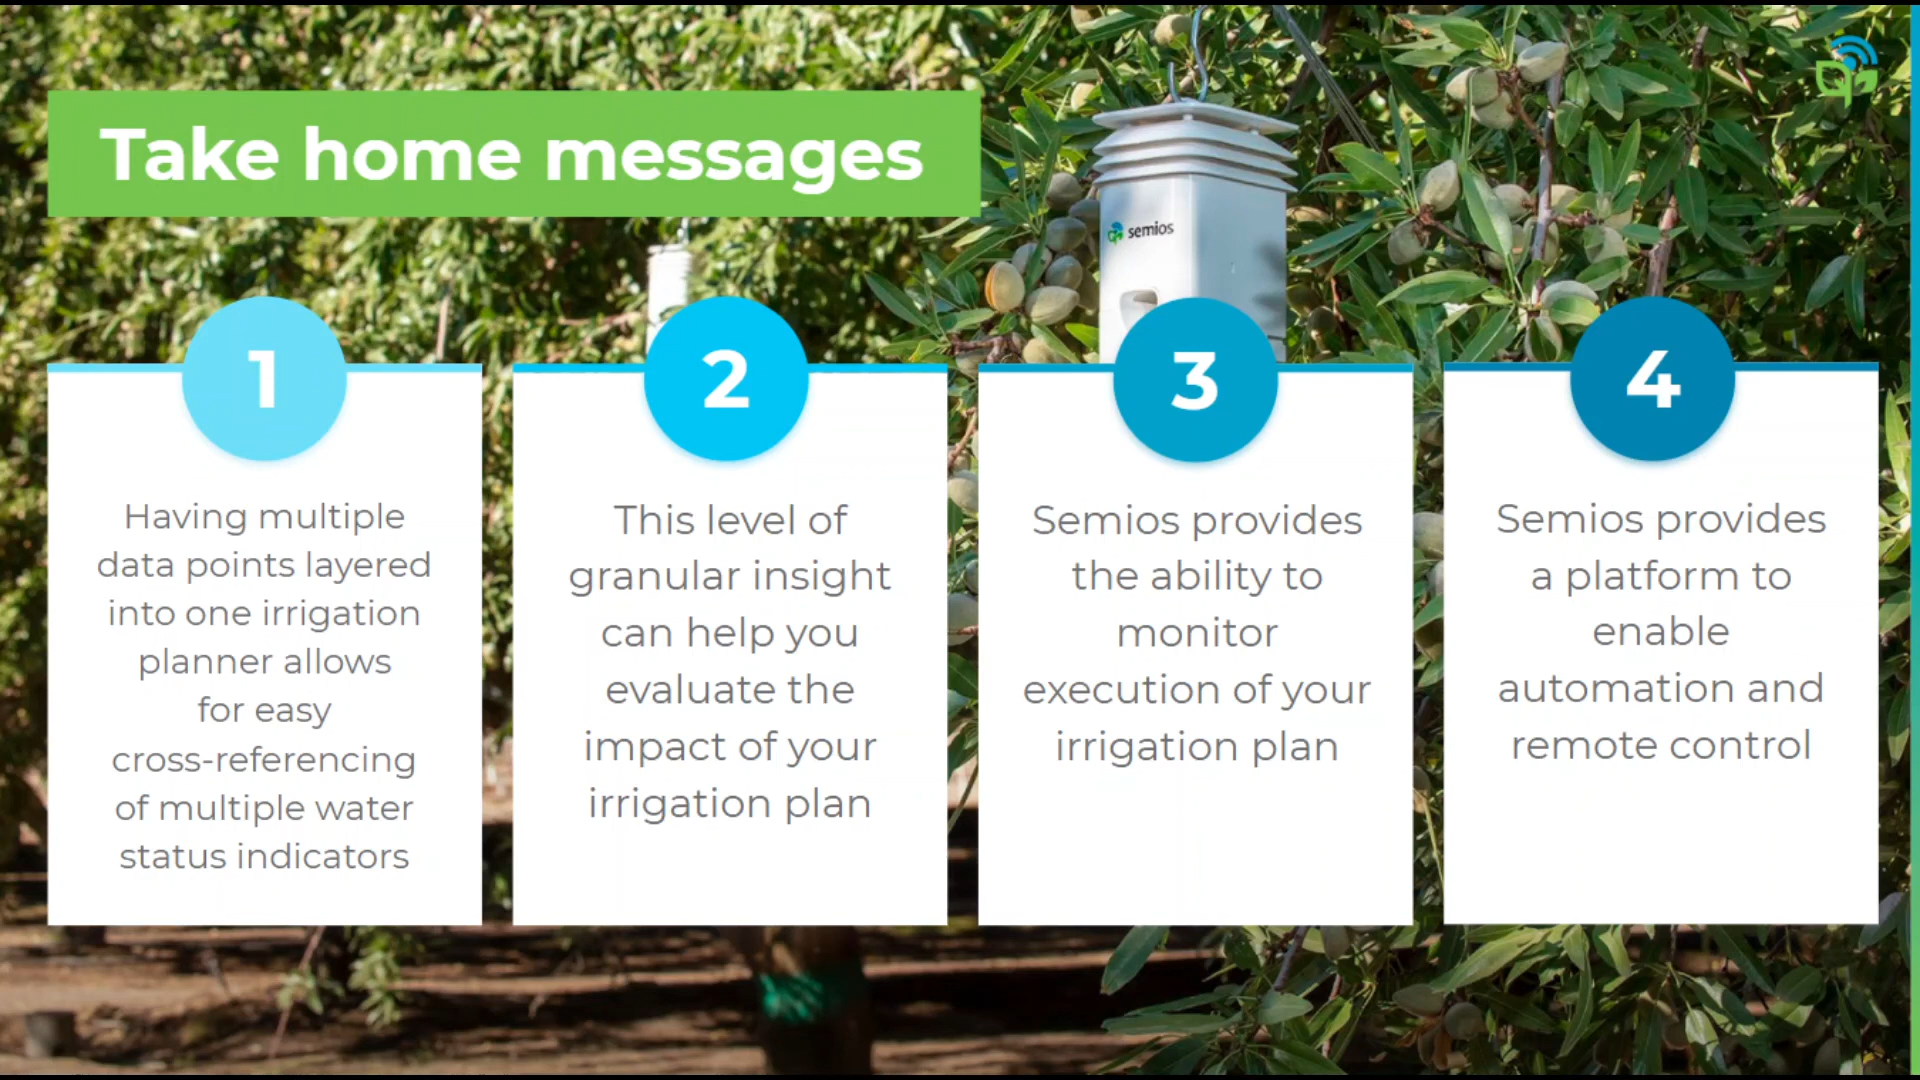 Take home messages
semios
1
Having multiple
data points layered
into one irrigation
planner allows
for easy
cross-referencing
of multiple water
status indicators
2
This level of
granular insight
can help you
evaluate the
impact of your
irrigation plan
3
Semios provides
the ability to
monitor
execution of your
irrigation plan
4
Semios provides
a platform to
enable
automation and
remote control